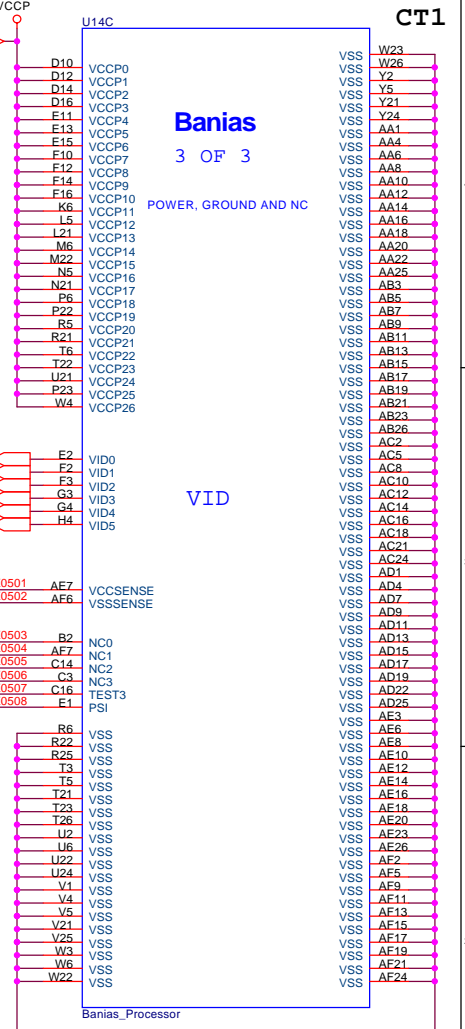 VCCP
U14C
CT1
Banias
3 OF 3
POWER, GROUND AND NC
VID
D10 VCCP0
D12 VCCP1
D14 VCCP2
D16 VCCP3
E11 VCCP4
E13 VCCP5
E15 VCCP6
F10 VCCP7
F12 VCCP8
F14 VCCP9
F16 VCCP10
K6 VCCP11
L5 VCCP12
L21 VCCP13
M6 VCCP14
M22 VCCP15
N5 VCCP16
N21 VCCP17
P6 VCCP18
P22 VCCP19
R5 VCCP20
R21 VCCP21
T6 VCCP22
T22 VCCP23
U21 VCCP24
P23 VCCP25
W4 VCCP26
E2 VID0
F2 VID1
F3 VID2
G3 VID3
G4 VID4
H4 VID5
0501 AE7 VCCSENSE
0502 AF6 VSSSENSE
0503 B2 NC0
0504 AF7 NC1
0505 C14 NC2
0506 C3 NC3
0507 C16 TEST3
0508 E1 PSI
R6 VSS
R22 VSS
R25 VSS
T3 VSS
T5 VSS
T21 VSS
T23 VSS
T26 VSS
U2 VSS
U6 VSS
U22 VSS
U24 VSS
V1 VSS
V4 VSS
V5 VSS
V21 VSS
V25 VSS
W3 VSS
W6 VSS
W22 VSS
VSS W23
VSS W26
VSS Y2
VSS Y5
VSS Y21
VSS Y24
VSS AA1
VSS AA4
VSS AA6
VSS AA8
VSS AA10
VSS AA12
VSS AA14
VSS AA16
VSS AA18
VSS AA20
VSS AA22
VSS AA25
VSS AB3
VSS AB5
VSS AB7
VSS AB9
VSS AB11
VSS AB13
VSS AB15
VSS AB17
VSS AB19
VSS AB21
VSS AB23
VSS AB26
VSS AC2
VSS AC5
VSS AC8
VSS AC10
VSS AC12
VSS AC14
VSS AC16
VSS AC18
VSS AC21
VSS AC24
VSS AD1
VSS AD4
VSS AD7
VSS AD9
VSS AD11
VSS AD13
VSS AD15
VSS AD17
VSS AD19
VSS AD22
VSS AD25
VSS AE3
VSS AE6
VSS AE8
VSS AE10
VSS AE12
VSS AE14
VSS AE16
VSS AE18
VSS AE20
VSS AE23
VSS AE26
VSS AF2
VSS AF5
VSS AF9
VSS AF11
VSS AF13
VSS AF15
VSS AF17
VSS AF19
VSS AF21
VSS AF24
Banias_Processor